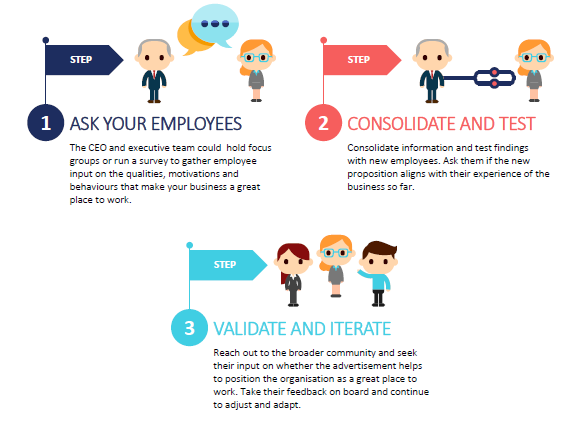 STEP
1 ASK YOUR EMPLOYEES
The CEO and executive team could hold focus
groups or run a survey to gather employee
input on the qualities, motivations and
behaviours that make your business a great
place to work.
STEP
2 CONSOLIDATE AND TEST
Consolidate information and test findings
with new employees. Ask them if the new
proposition aligns with their experience of the
business so far.
STEP
3 VALIDATE AND ITERATE
Reach out to the broader community and seek
their input on whether the advertisement helps
to position the organisation as a great place to
work. Take their feedback on board and continue
to adjust and adapt.